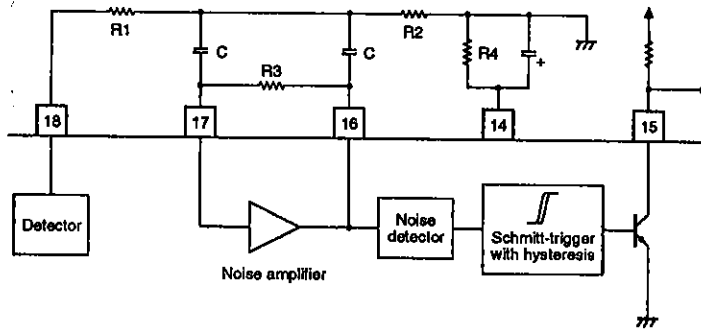 R1
C
R3
C
R2
R4
+
18
17
16
14
15
Detector
Noise amplifier
Noise
detector
Schmitt-trigger
with hysteresis